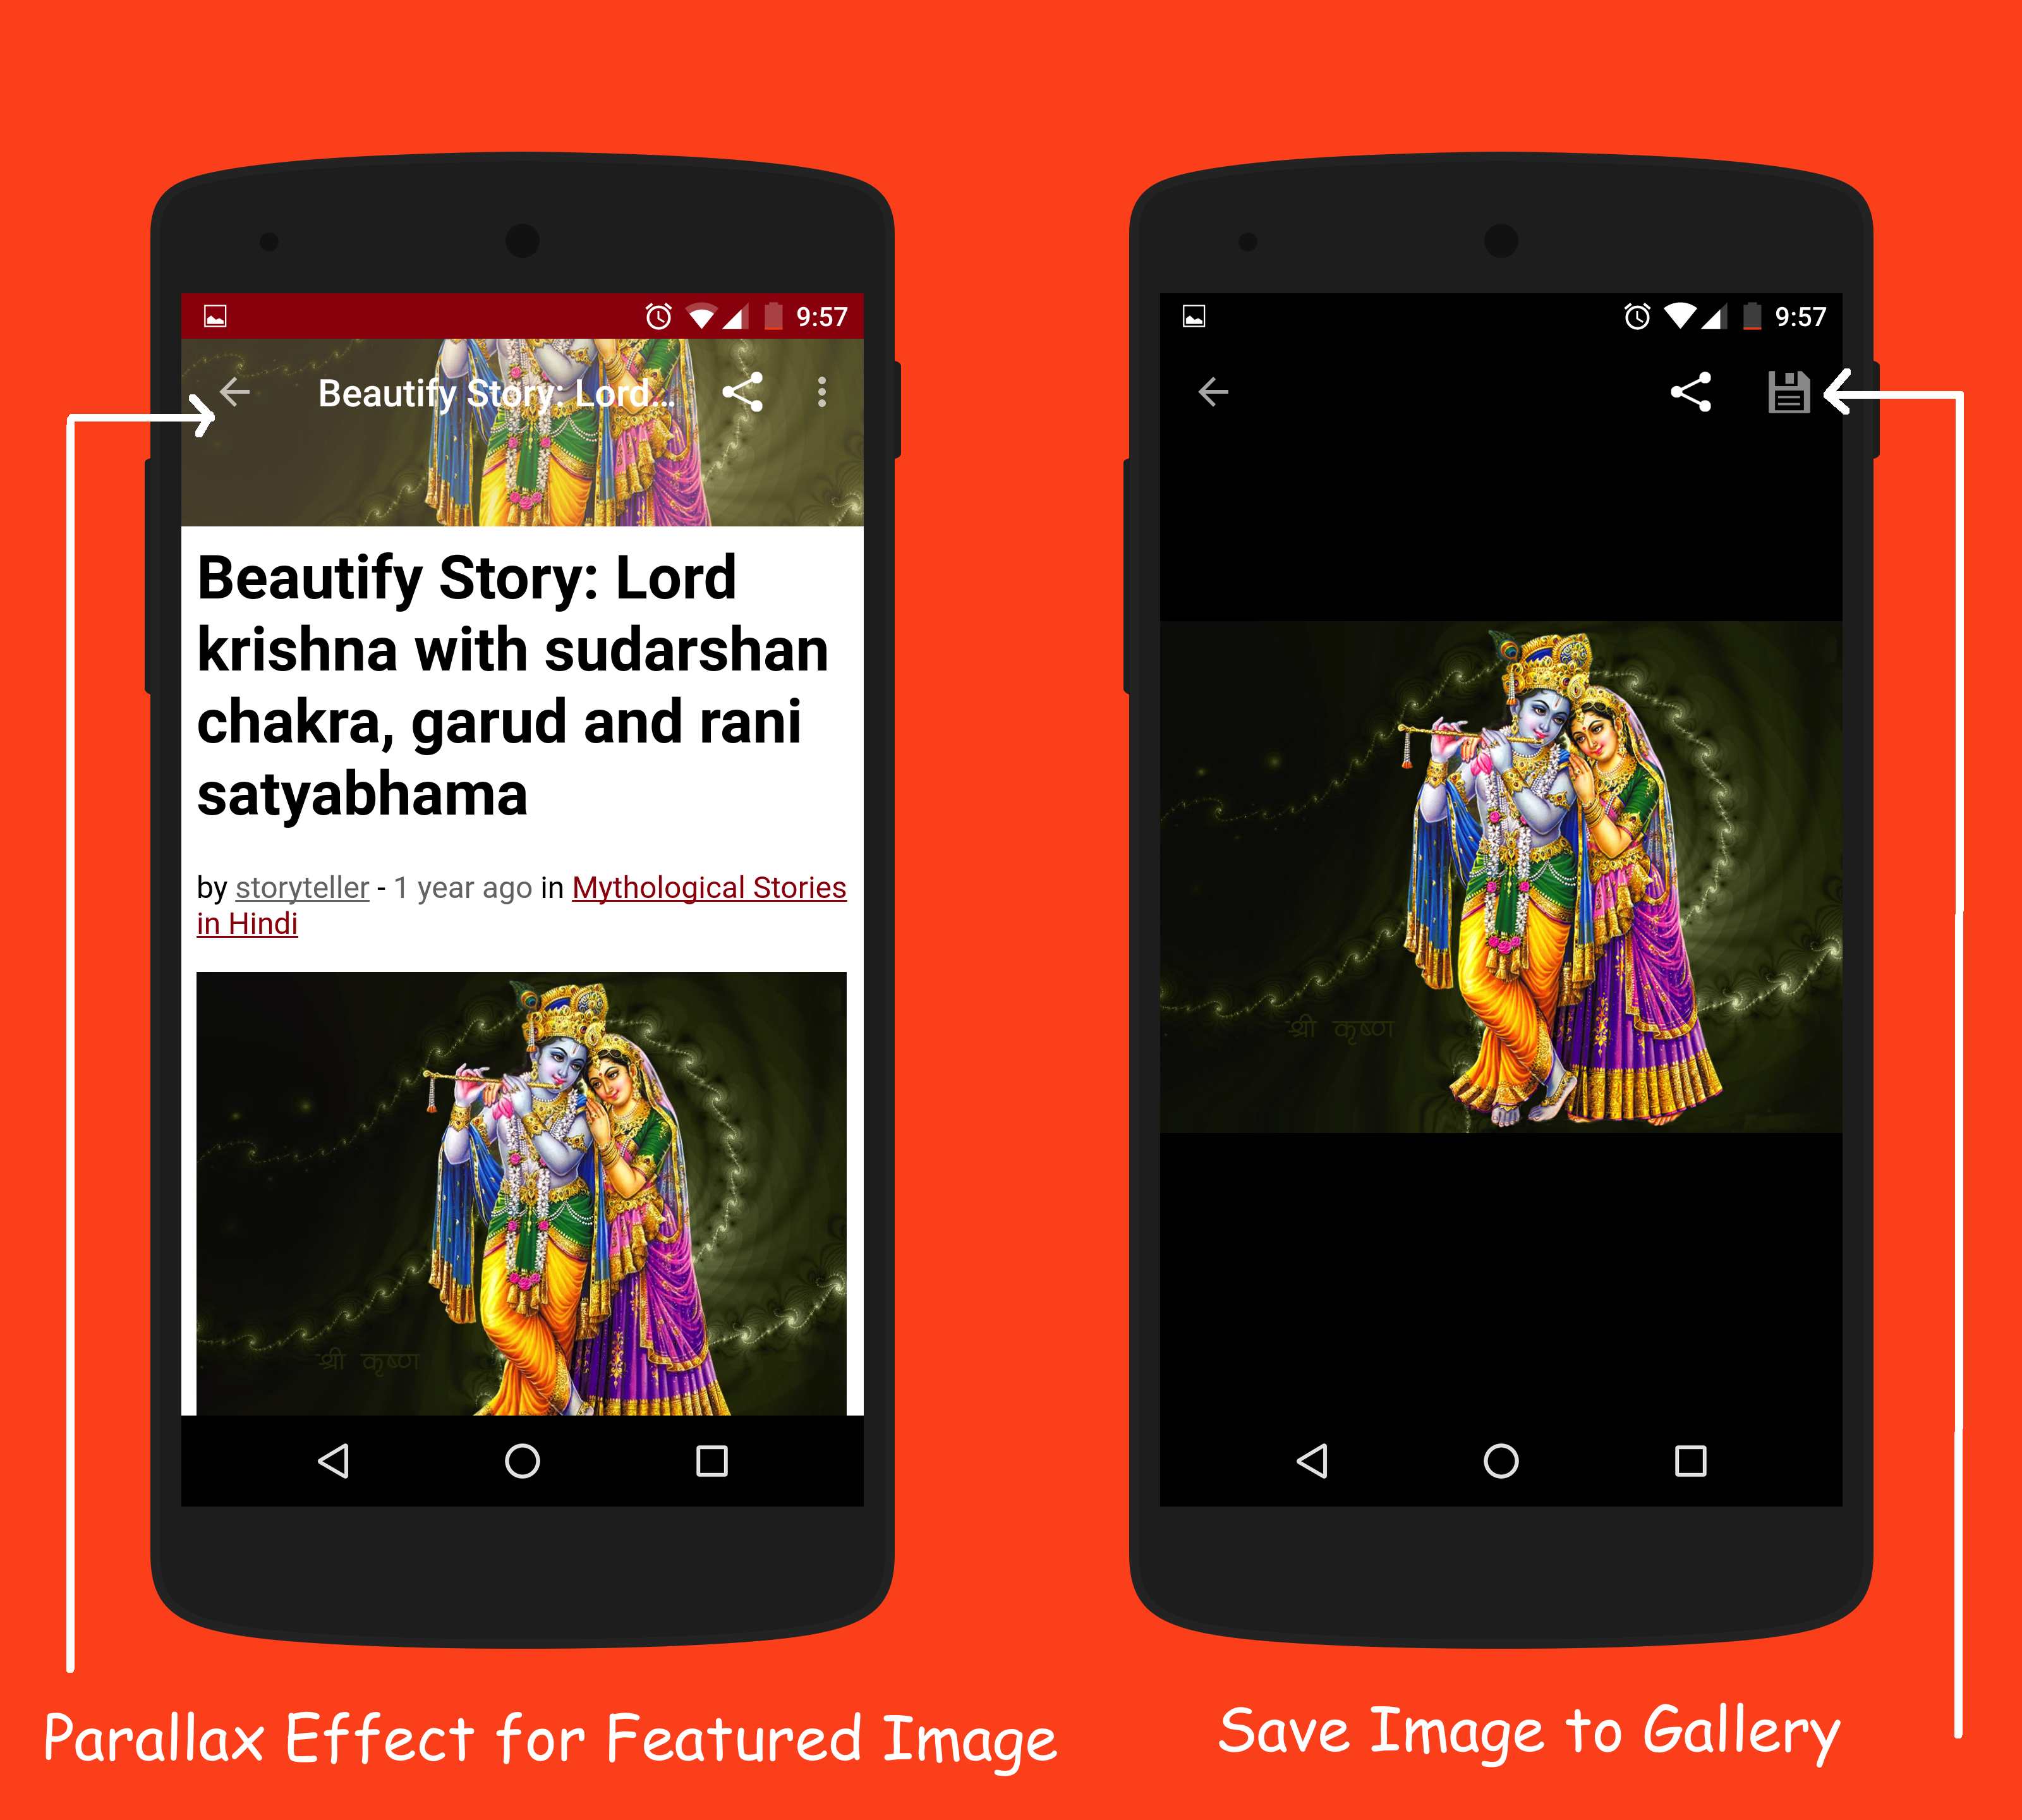 9:57
Beautify Story: Lord...
Beautify Story: Lord
krishna with sudarshan
chakra, garud and rani
satyabhama
by storyteller - 1 year ago in Mythological Stories
in Hindi
श्री कृष्ण
9:57
श्री कृष्ण
Parallax Effect for Featured Image
Save Image to Gallery